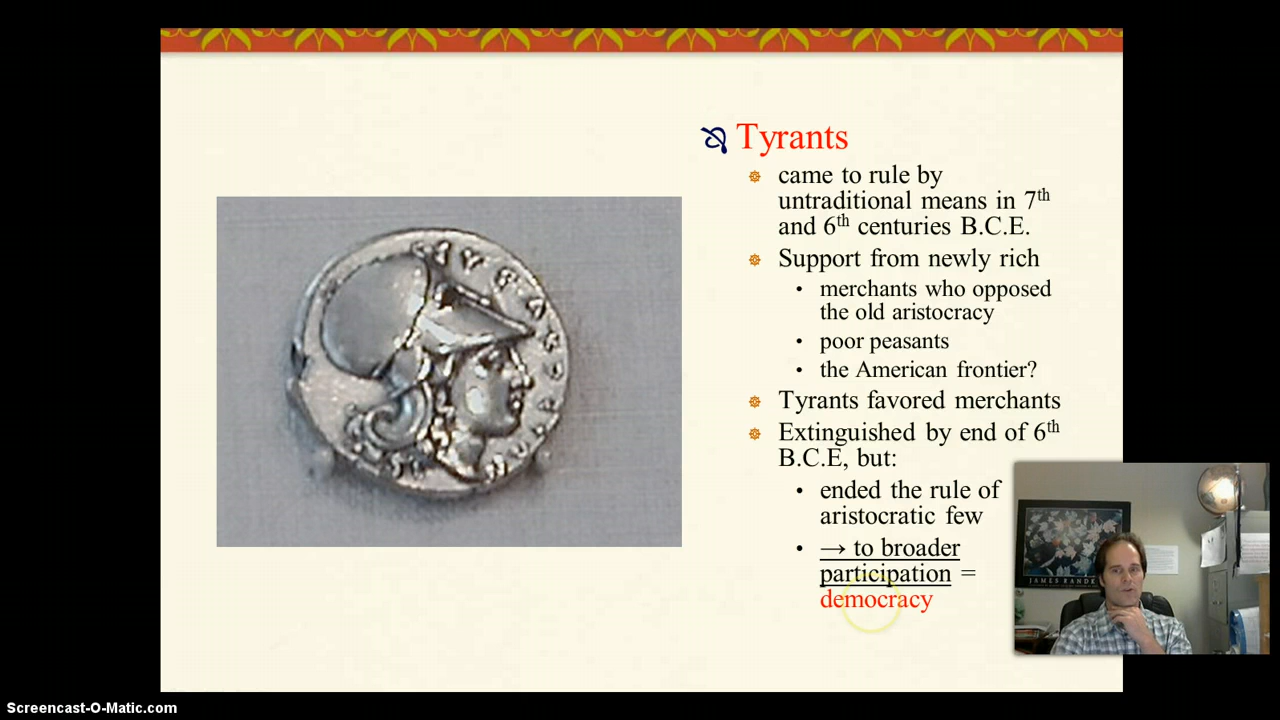 Tyrants
came to rule by
untraditional means in 7th
and 6th centuries B.C.E.
Support from newly rich
merchants who opposed
the old aristocracy
poor peasants
the American frontier?
Tyrants favored merchants
Extinguished by end of 6th
B.C.E, but:
ended the rule of
aristocratic few
→ to broader
participation =
democracy
Screencast-O-Matic.com